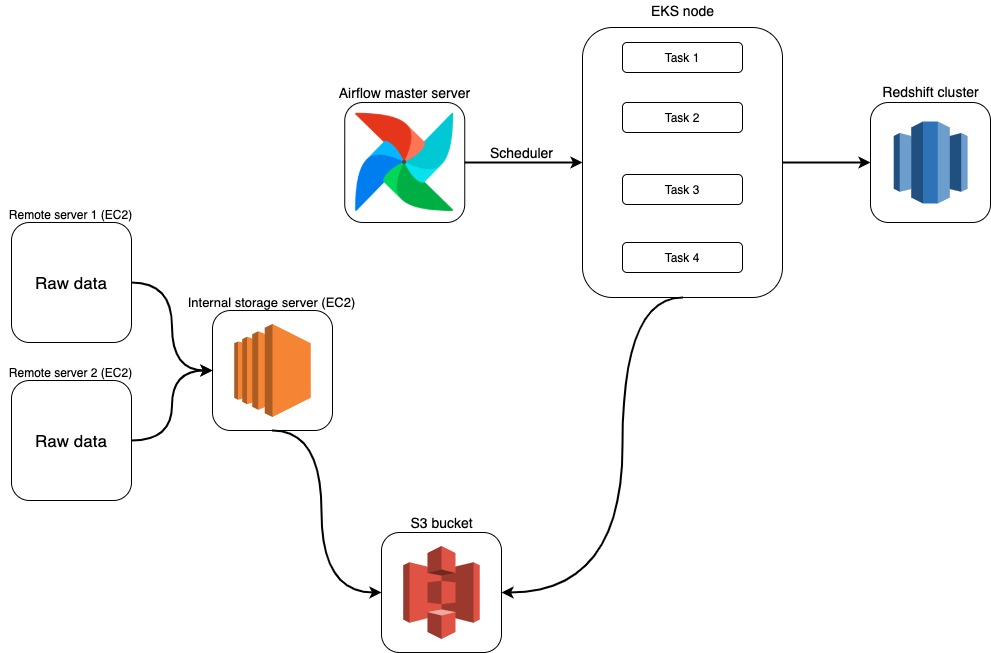 EKS node
Task 1
Task 2
Task 3
Task 4
Airflow master server
Scheduler
Redshift cluster
Remote server 1 (EC2)
Raw data
Internal storage server (EC2)
Remote server 2 (EC2)
Raw data
S3 bucket